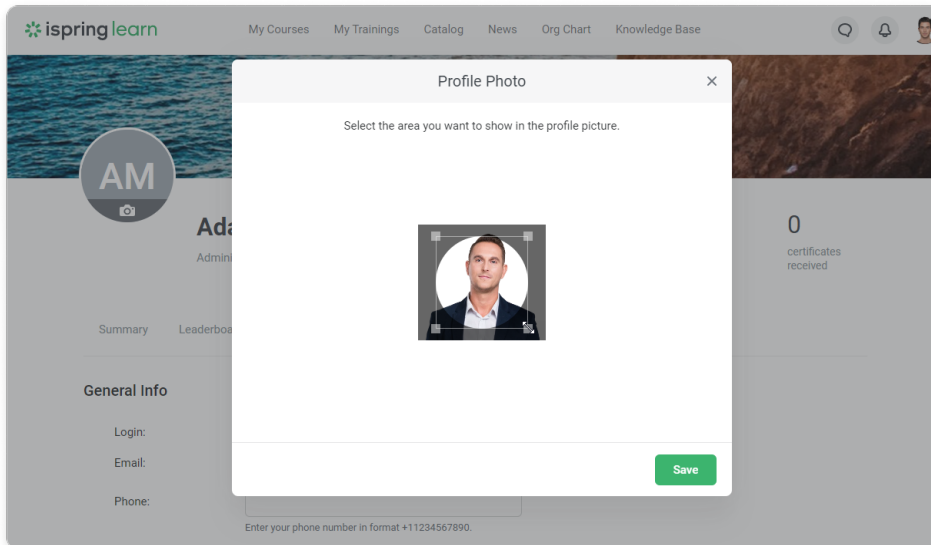 ispring learn
My Courses My Trainings Catalog News Org Chart Knowledge Base
Profile Photo
Select the area you want to show in the profile picture.
AM
Ada
Admini
0
certificates
received
Summary Leaderboa
General Info
Login:
Email:
Save
Phone:
Enter your phone number in format +11234567890.